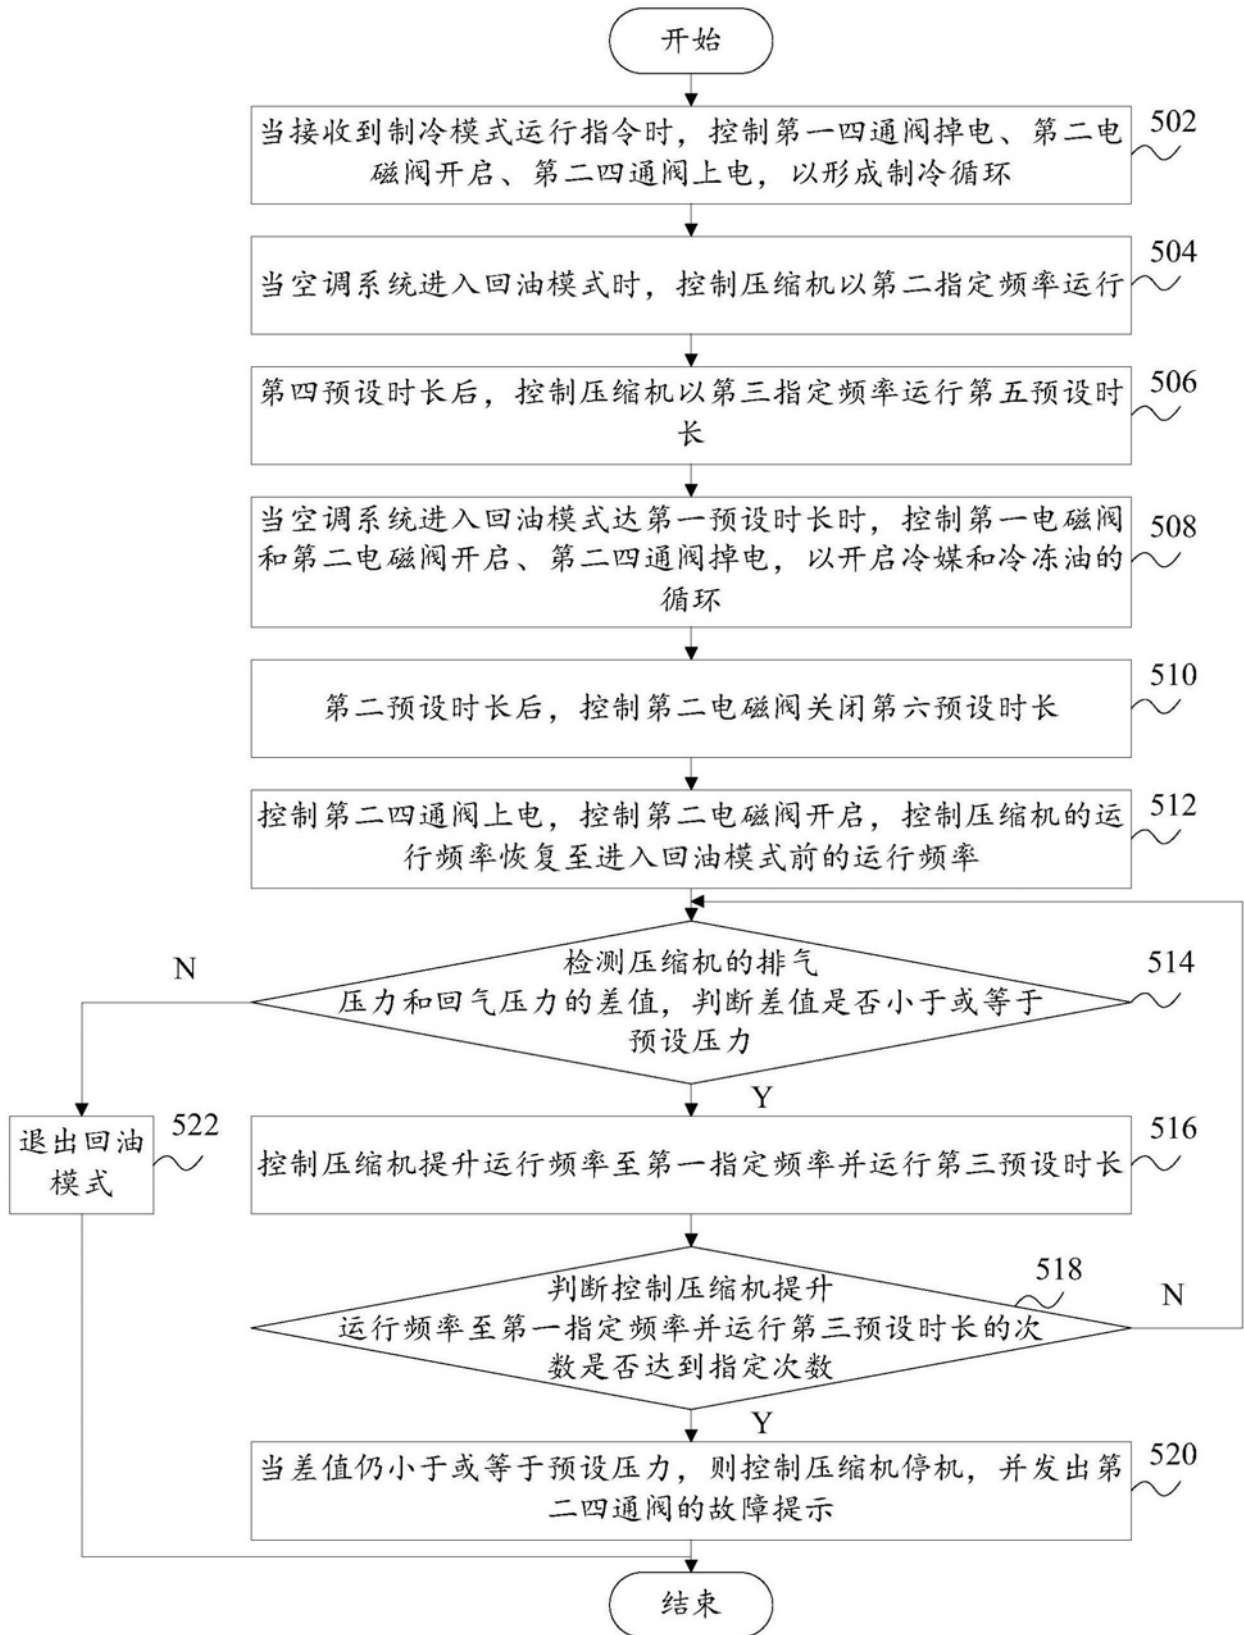 开始
当接收到制冷模式运行指令时，控制第一四通阀掉电、第二电
磁阀开启、第二四通阀上电，以形成制冷循环
502
当空调系统进入回油模式时，控制压缩机以第二指定频率运行
504
第四预设时长后，控制压缩机以第三指定频率运行第五预设时
长
506
当空调系统进入回油模式达第一预设时长时，控制第一电磁阀
和第二电磁阀开启、第二四通阀掉电，以开启冷媒和冷冻油的
循环
508
第二预设时长后，控制第二电磁阀关闭第六预设时长
510
控制第二四通阀上电，控制第二电磁阀开启，控制压缩机的运
行频率恢复至进入回油模式前的运行频率
512
检测压缩机的排气
压力和回气压力的差值，判断差值是否小于或等于
预设压力
514
N
Y
退出回油
模式
522
控制压缩机提升运行频率至第一指定频率并运行第三预设时长
516
判断控制压缩机提升
运行频率至第一指定频率并运行第三预设时长的次
数是否达到指定次数
518
N
Y
当差值仍小于或等于预设压力，则控制压缩机停机，并发出第
二四通阀的故障提示
520
结束